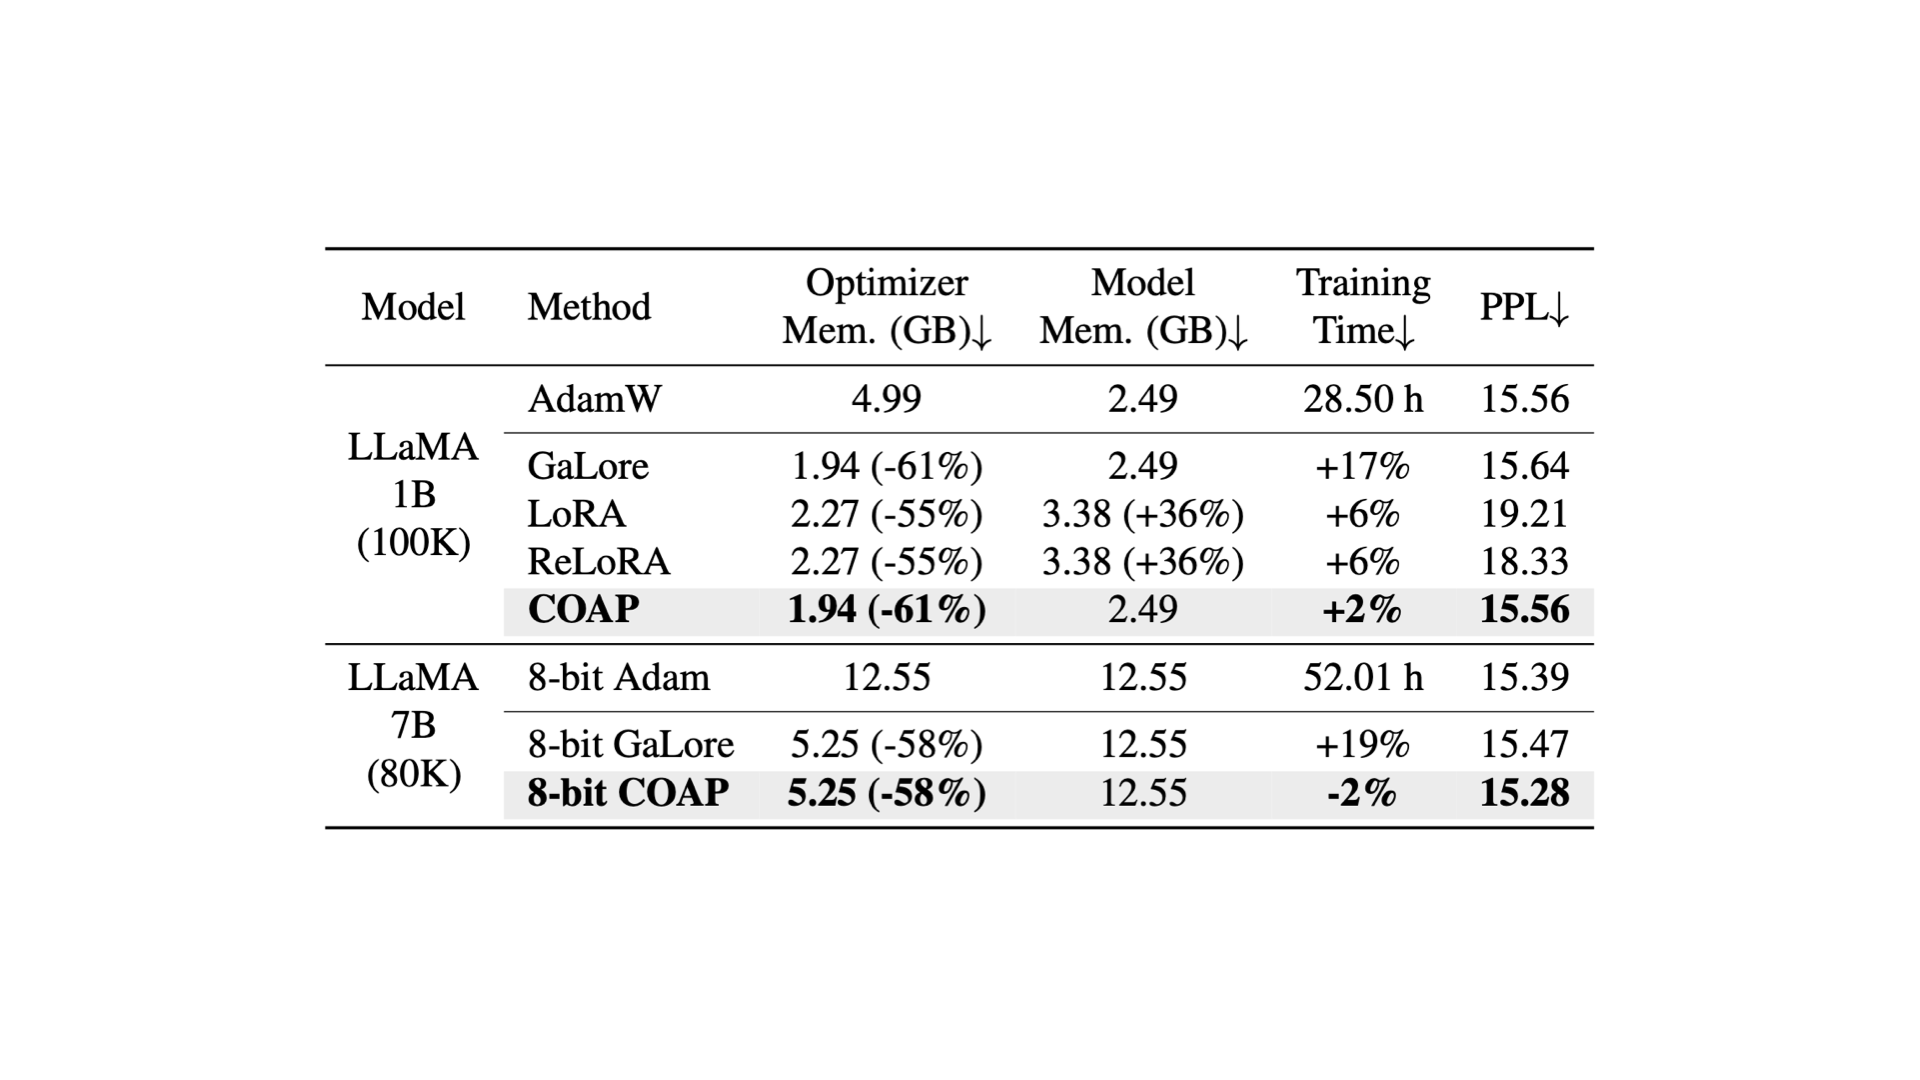 Model Method Optimizer Mem. (GB)↓ Model Mem. (GB)↓ Training Time↓ PPL↓
LLaMA 1B (100K)
AdamW 4.99 2.49 28.50 h 15.56
GaLore 1.94 (-61%) 2.49 +17% 15.64
LoRA 2.27 (-55%) 3.38 (+36%) +6% 19.21
ReLoRA 2.27 (-55%) 3.38 (+36%) +6% 18.33
COAP 1.94 (-61%) 2.49 +2% 15.56
LLaMA 7B (80K)
8-bit Adam 12.55 12.55 52.01 h 15.39
8-bit GaLore 5.25 (-58%) 12.55 +19% 15.47
8-bit COAP 5.25 (-58%) 12.55 -2% 15.28